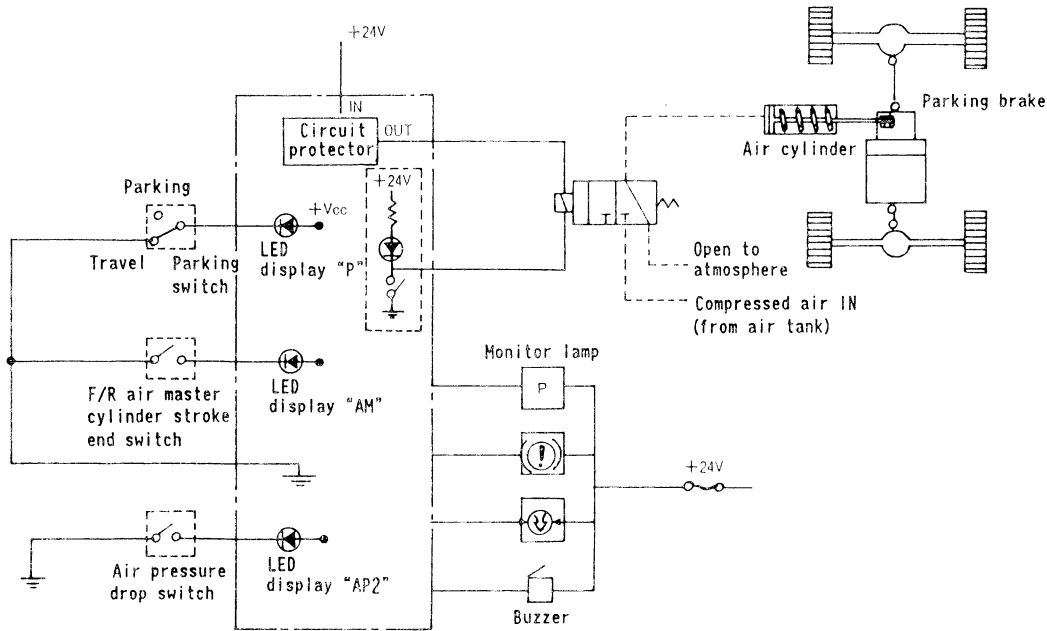 +24V
IN
Circuit
protector
OUT
+24V
Parking brake
Air cylinder
Parking
+Vcc
Travel
Parking
switch
LED
display "P"
Open to
atmosphere
Compressed air IN
(from air tank)
Monitor lamp
P
F/R air master
cylinder stroke
end switch
LED
display "AM"
!
+24V
Air pressure
drop switch
LED
display "AP2"
Buzzer